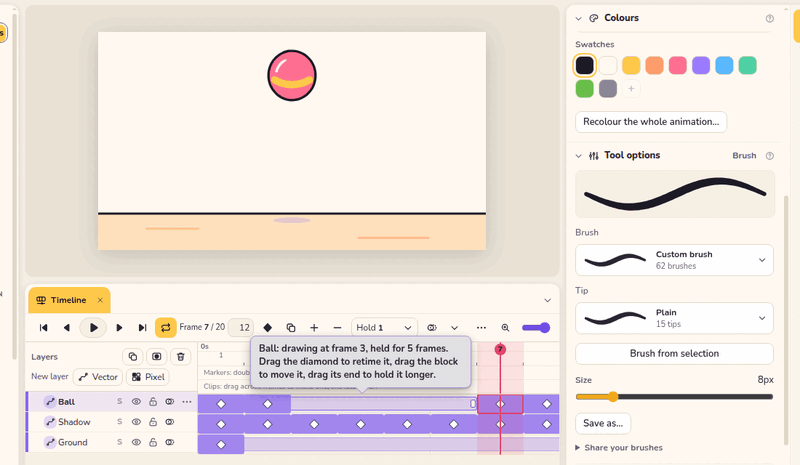 Colours
Swatches
+
Recolour the whole animation...
Tool options
Brush
Brush
Custom brush
62 brushes
Tip
Plain
15 tips
Brush from selection
Size
8px
Save as...
Share your brushes
Timeline
Frame 7 / 20
12
Hold 1
Layers
0s
1
7
New layer
Vector
Pixel
Ball: drawing at frame 3, held for 5 frames.
Drag the diamond to retime it, drag the block
to move it, drag its end to hold it longer.
Markers: doub
Clips: drag acr
Ball
S
Shadow
S
Ground
S